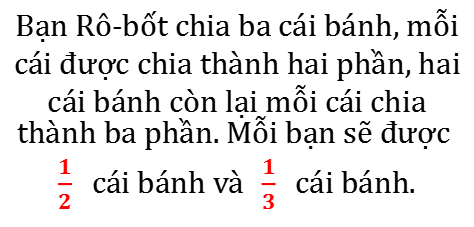 Bạn Rô-bốt chia ba cái bánh, mỗi
cái được chia thành hai phần, hai
cái bánh còn lại mỗi cái chia
thành ba phần. Mỗi bạn sẽ được
1/2 cái bánh và 1/3 cái bánh.